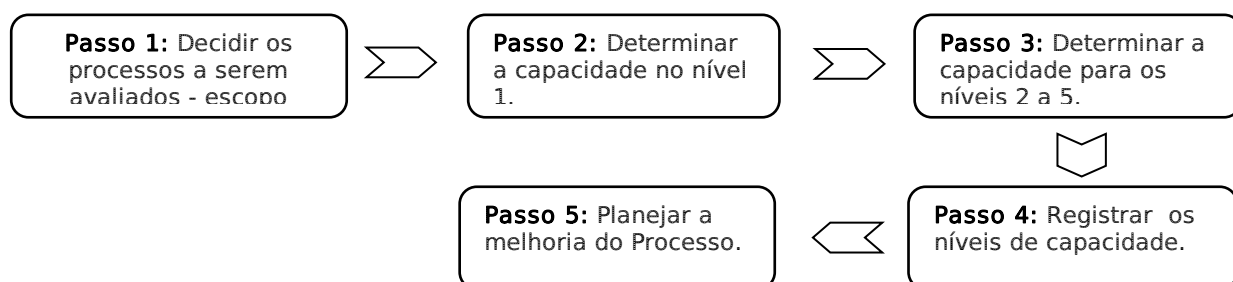 Passo 1: Decidir os
processos a serem
avaliados - escopo
Passo 2: Determinar
a capacidade no nível
1.
Passo 3: Determinar a
capacidade para os
níveis 2 a 5.
Passo 4: Registrar  os
níveis de capacidade.
Passo 5: Planejar a
melhoria do Processo.